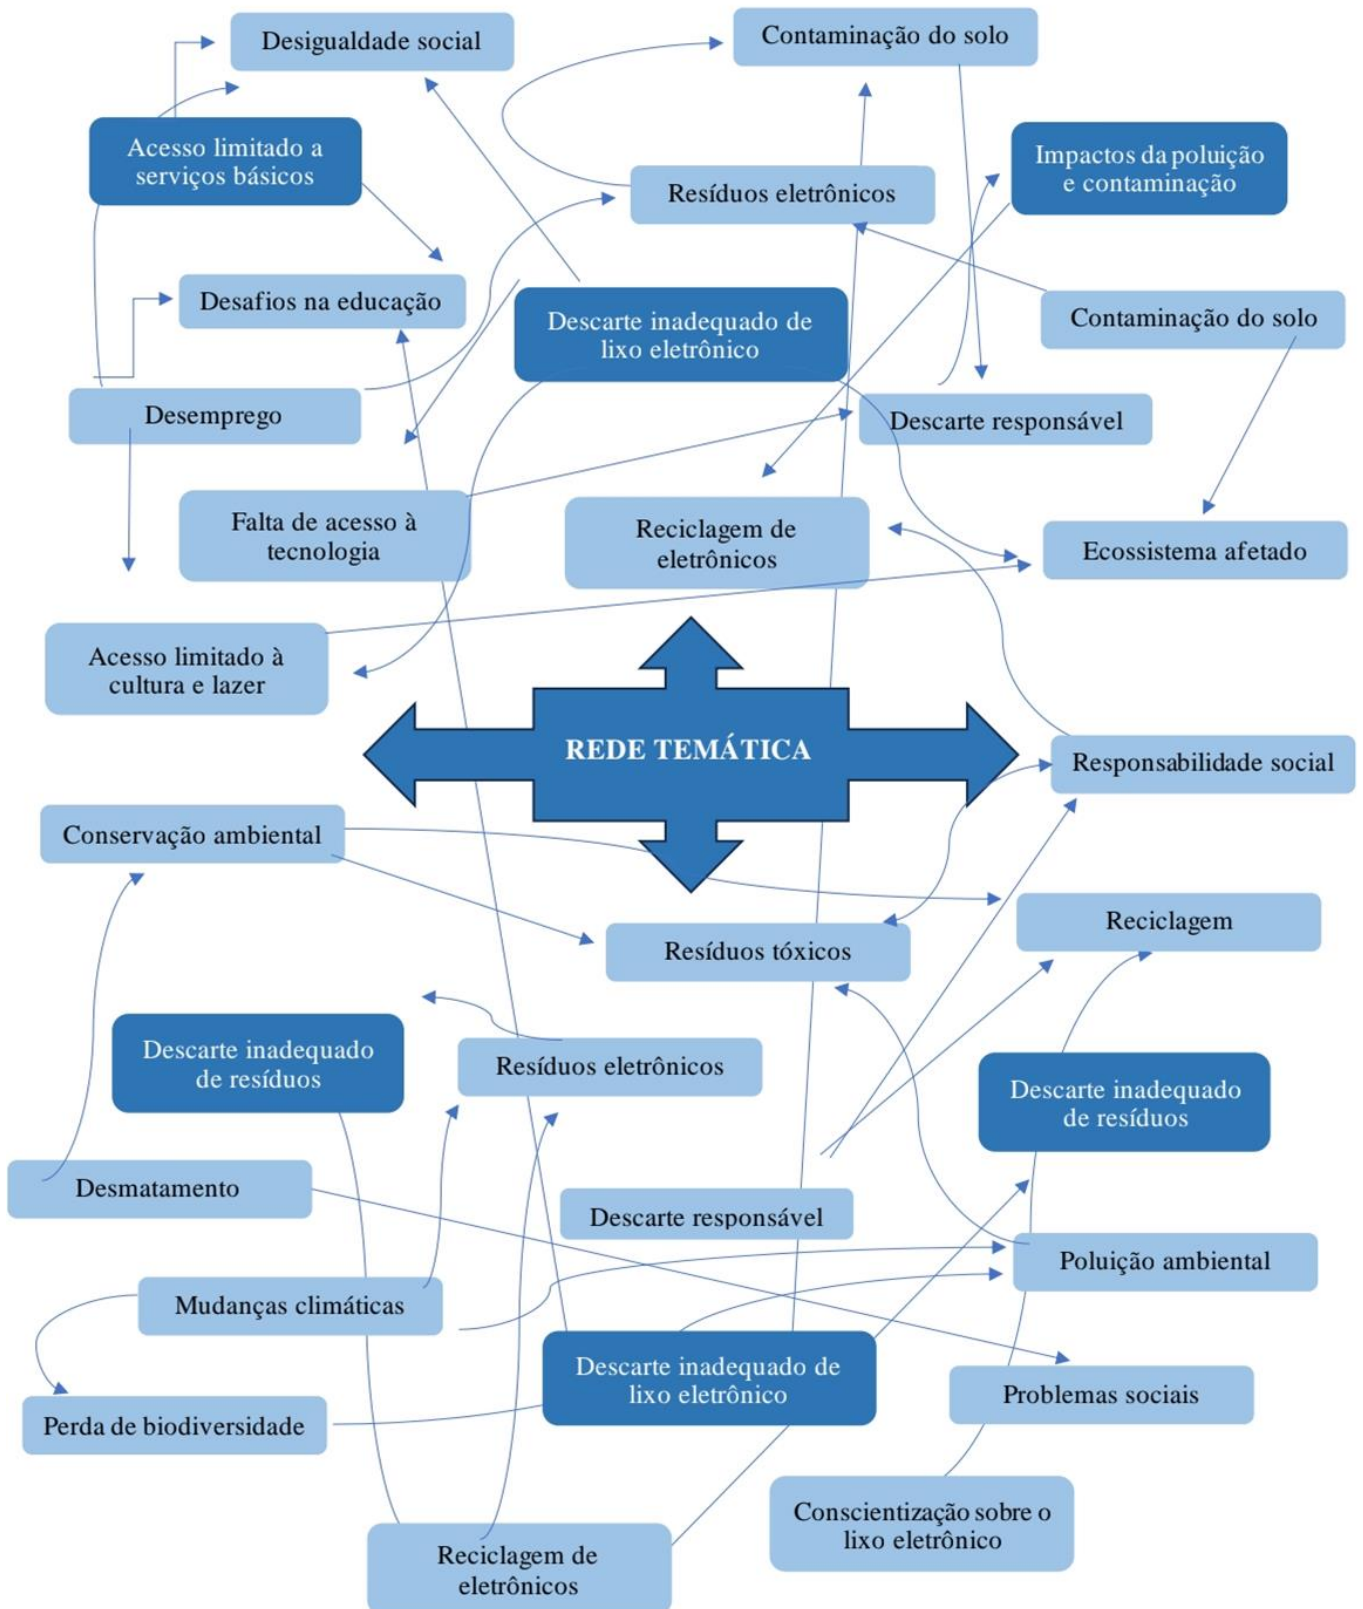 Desigualdade social
Contaminação do solo
Acesso limitado a
serviços básicos
Impactos da poluição
e contaminação
Resíduos eletrônicos
Desafios na educação
Descarte inadequado de
lixo eletrônico
Contaminação do solo
Desemprego
Descarte responsável
Falta de acesso à
tecnologia
Reciclagem de
eletrônicos
Ecossistema afetado
Acesso limitado à
cultura e lazer
REDE TEMÁTICA
Responsabilidade social
Conservação ambiental
Reciclagem
Resíduos tóxicos
Descarte inadequado
de resíduos
Resíduos eletrônicos
Descarte inadequado
de resíduos
Desmatamento
Descarte responsável
Poluição ambiental
Mudanças climáticas
Descarte inadequado de
lixo eletrônico
Problemas sociais
Perda de biodiversidade
Conscientização sobre o
lixo eletrônico
Reciclagem de
eletrônicos